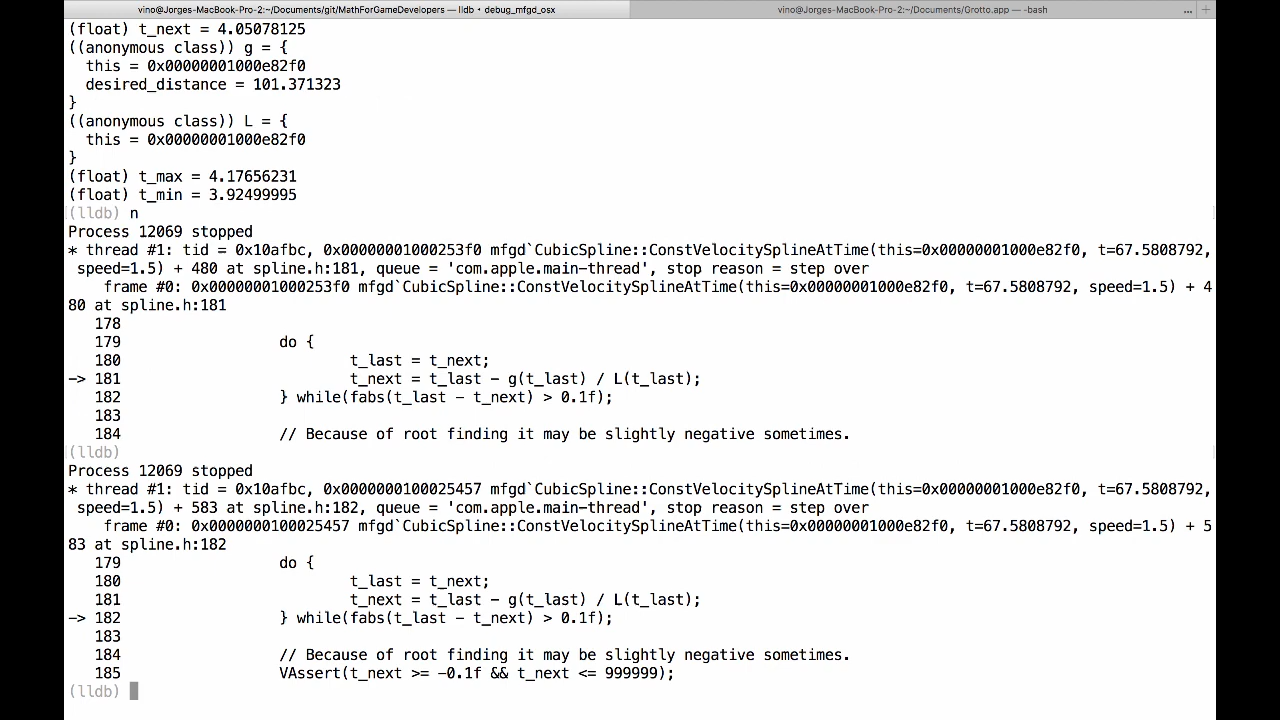 vino@Jorges-MacBook-Pro-2:~/Documents/git/MathForGameDevelopers — lldb • debug_mfgd_osx
vino@Jorges-MacBook-Pro-2:~/Documents/Grotto.app — -bash
... +
(float) t_next = 4.05078125
((anonymous class)) g = {
  this = 0x00000001000e82f0
  desired_distance = 101.371323
}
((anonymous class)) L = {
  this = 0x00000001000e82f0
}
(float) t_max = 4.17656231
(float) t_min = 3.92499995
(lldb) n
Process 12069 stopped
* thread #1: tid = 0x10afbc, 0x00000001000253f0 mfgd`CubicSpline::ConstVelocitySplineAtTime(this=0x00000001000e82f0, t=67.5808792,
 speed=1.5) + 480 at spline.h:181, queue = 'com.apple.main-thread', stop reason = step over
    frame #0: 0x00000001000253f0 mfgd`CubicSpline::ConstVelocitySplineAtTime(this=0x00000001000e82f0, t=67.5808792, speed=1.5) + 4
80 at spline.h:181
   178
   179                  do {
   180                          t_last = t_next;
-> 181                          t_next = t_last - g(t_last) / L(t_last);
   182                  } while(fabs(t_last - t_next) > 0.1f);
   183
   184                  // Because of root finding it may be slightly negative sometimes.
(lldb)
Process 12069 stopped
* thread #1: tid = 0x10afbc, 0x0000000100025457 mfgd`CubicSpline::ConstVelocitySplineAtTime(this=0x00000001000e82f0, t=67.5808792,
 speed=1.5) + 583 at spline.h:182, queue = 'com.apple.main-thread', stop reason = step over
    frame #0: 0x0000000100025457 mfgd`CubicSpline::ConstVelocitySplineAtTime(this=0x00000001000e82f0, t=67.5808792, speed=1.5) + 5
83 at spline.h:182
   179                  do {
   180                          t_last = t_next;
   181                          t_next = t_last - g(t_last) / L(t_last);
-> 182                  } while(fabs(t_last - t_next) > 0.1f);
   183
   184                  // Because of root finding it may be slightly negative sometimes.
   185                  VAssert(t_next >= -0.1f && t_next <= 999999);
(lldb)